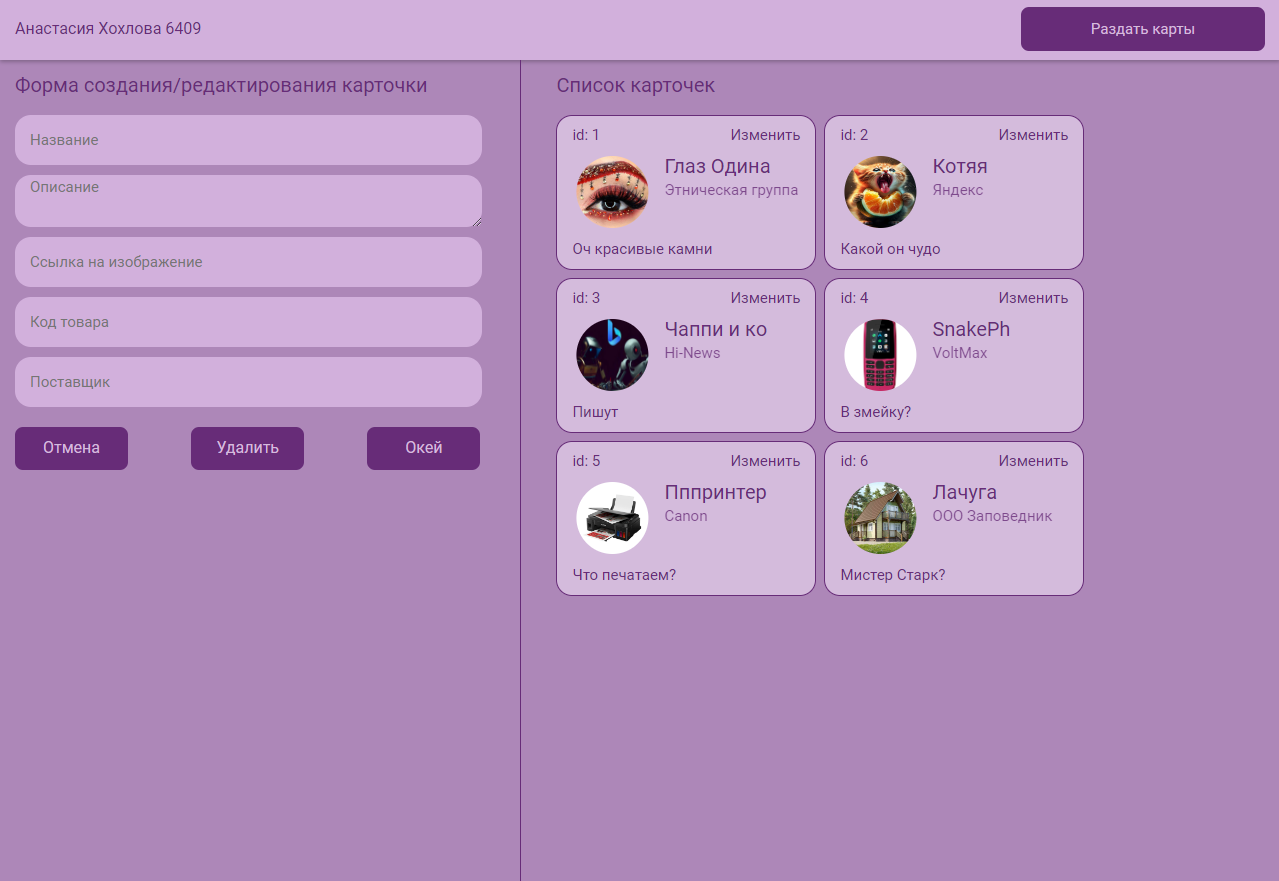 Анастасия Хохлова 6409
Раздать карты
Форма создания/редактирования карточки
Название
Описание
Ссылка на изображение
Код товара
Поставщик
Отмена
Удалить
Окей
Список карточек
id: 1
Изменить
Глаз Одина
Этническая группа
Оч красивые камни
id: 2
Изменить
Котяя
Яндекс
Какой он чудо
id: 3
Изменить
Чаппи и ко
Hi-News
Пишут
id: 4
Изменить
SnakePh
VoltMax
В змейку?
id: 5
Изменить
Пппринтер
Canon
Что печатаем?
id: 6
Изменить
Лачуга
ООО Заповедник
Мистер Старк?